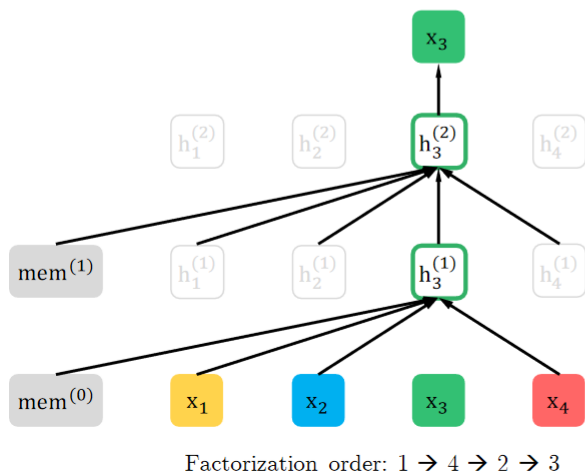 x₃
h₁⁽²⁾ h₂⁽²⁾ h₃⁽²⁾ h₄⁽²⁾
mem⁽¹⁾ h₁⁽¹⁾ h₂⁽¹⁾ h₃⁽¹⁾ h₄⁽¹⁾
mem⁽⁰⁾ x₁ x₂ x₃ x₄
Factorization order: 1 → 4 → 2 → 3